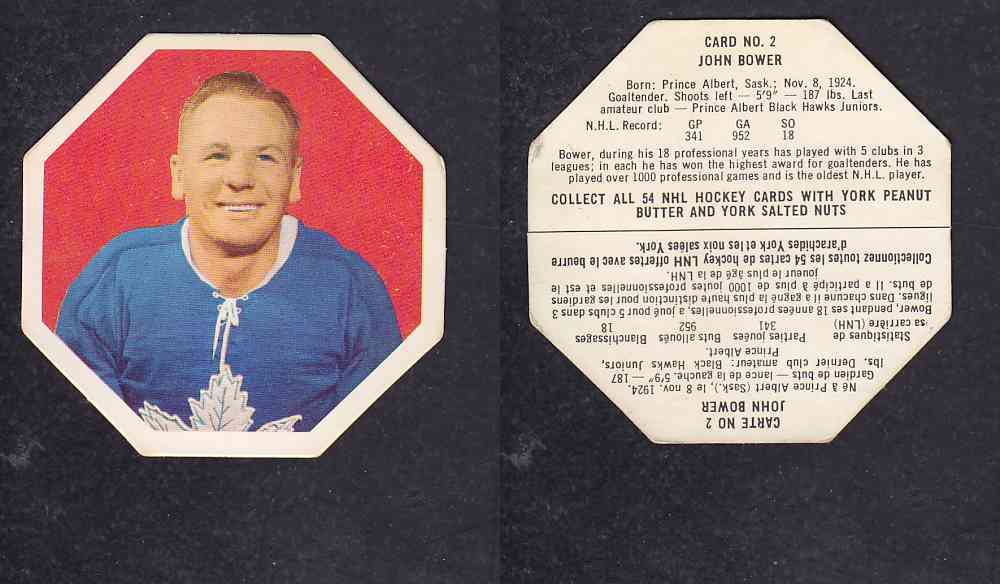 CARD NO. 2
JOHN BOWER
Born: Prince Albert, Sask.; Nov. 8, 1924.
Goaltender. Shoots left — 5'9" — 187 lbs. Last
amateur club — Prince Albert Black Hawks Juniors.
N.H.L. Record: GP GA SO
341 952 18
Bower, during his 18 professional years has played with 5 clubs in 3
leagues; in each he has won the highest award for goaltenders. He has
played over 1000 professional games and is the oldest N.H.L. player.
COLLECT ALL 54 NHL HOCKEY CARDS WITH YORK PEANUT
BUTTER AND YORK SALTED NUTS
CARTE NO 2
JOHN BOWER
Né à Prince Albert (Sask.), le 8 nov. 1924.
Gardien de buts — lance de la gauche. 5'9" — 187
lbs. Dernier club amateur: Black Hawks Juniors,
Prince Albert.
Statistiques de Parties jouées Buts alloués Blanchissages
sa carrière (LNH) 341 952 18
Bower, pendant ses 18 années professionnelles, a joué pour 5 clubs dans 3
ligues. Dans chacune il a gagné la plus haute distinction pour les gardiens
de buts. Il a participé à plus de 1000 joutes professionnelles et est le
joueur le plus âgé de la LNH.
Collectionnez toutes les 54 cartes de hockey LNH offertes avec le beurre
d'arachides York et les noix salées York.